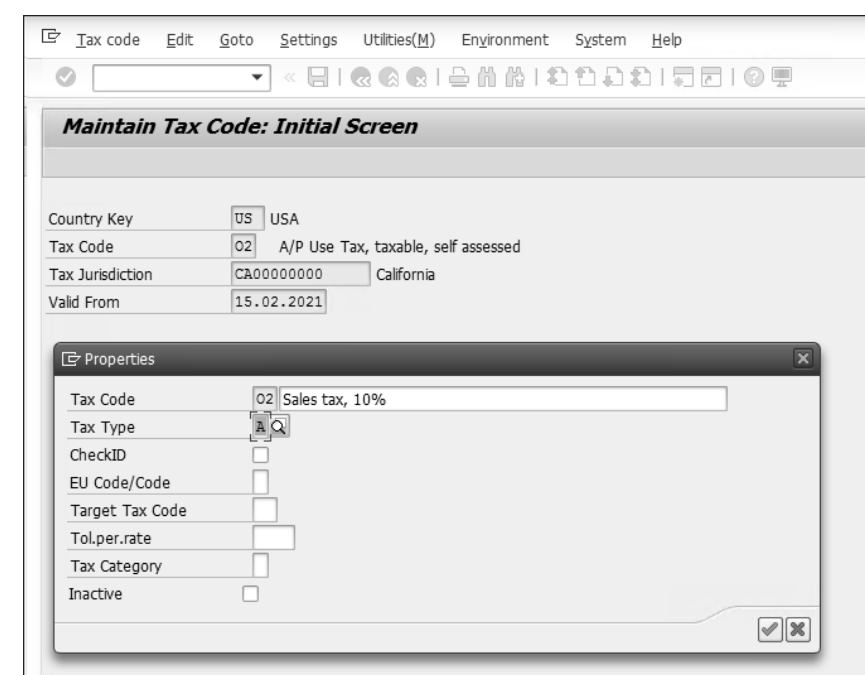 Tax code Edit Goto Settings Utilities(M) Environment System Help
Maintain Tax Code: Initial Screen
Country Key US USA
Tax Code O2 A/P Use Tax, taxable, self assessed
Tax Jurisdiction CA00000000 California
Valid From 15.02.2021
Properties
Tax Code O2 Sales tax, 10%
Tax Type A
CheckID
EU Code/Code
Target Tax Code
Tol.per.rate
Tax Category
Inactive